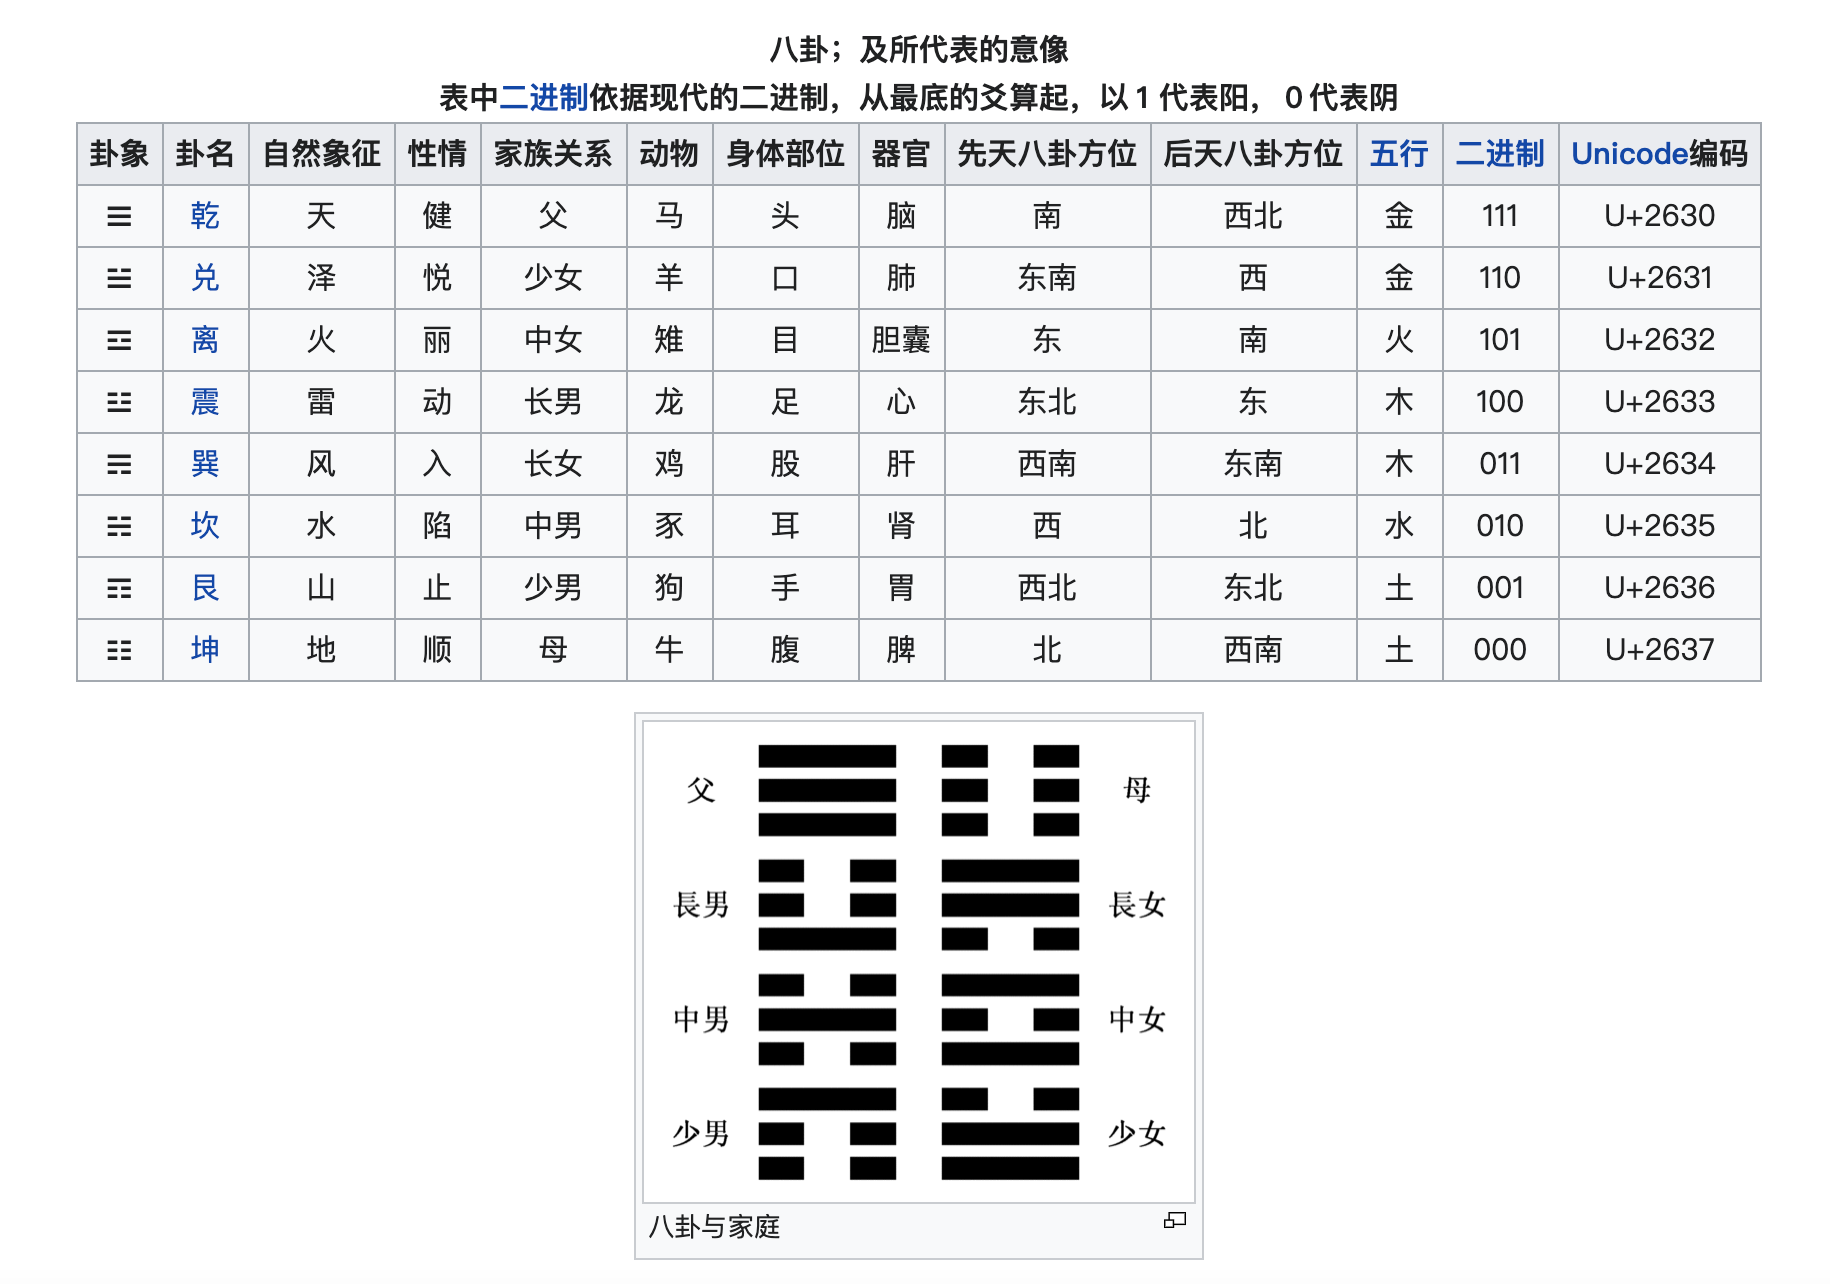 八卦；及所代表的意像
表中二进制依据现代的二进制，从最底的爻算起，以 1 代表阳， 0 代表阴
卦象 卦名 自然象征 性情 家族关系 动物 身体部位 器官 先天八卦方位 后天八卦方位 五行 二进制 Unicode编码
☰ 乾 天 健 父 马 头 脑 南 西北 金 111 U+2630
☱ 兑 泽 悦 少女 羊 口 肺 东南 西 金 110 U+2631
☲ 离 火 丽 中女 雉 目 胆囊 东 南 火 101 U+2632
☳ 震 雷 动 长男 龙 足 心 东北 东 木 100 U+2633
☴ 巽 风 入 长女 鸡 股 肝 西南 东南 木 011 U+2634
☵ 坎 水 陷 中男 豕 耳 肾 西 北 水 010 U+2635
☶ 艮 山 止 少男 狗 手 胃 西北 东北 土 001 U+2636
☷ 坤 地 顺 母 牛 腹 脾 北 西南 土 000 U+2637
父 母
長男 長女
中男 中女
少男 少女
八卦与家庭